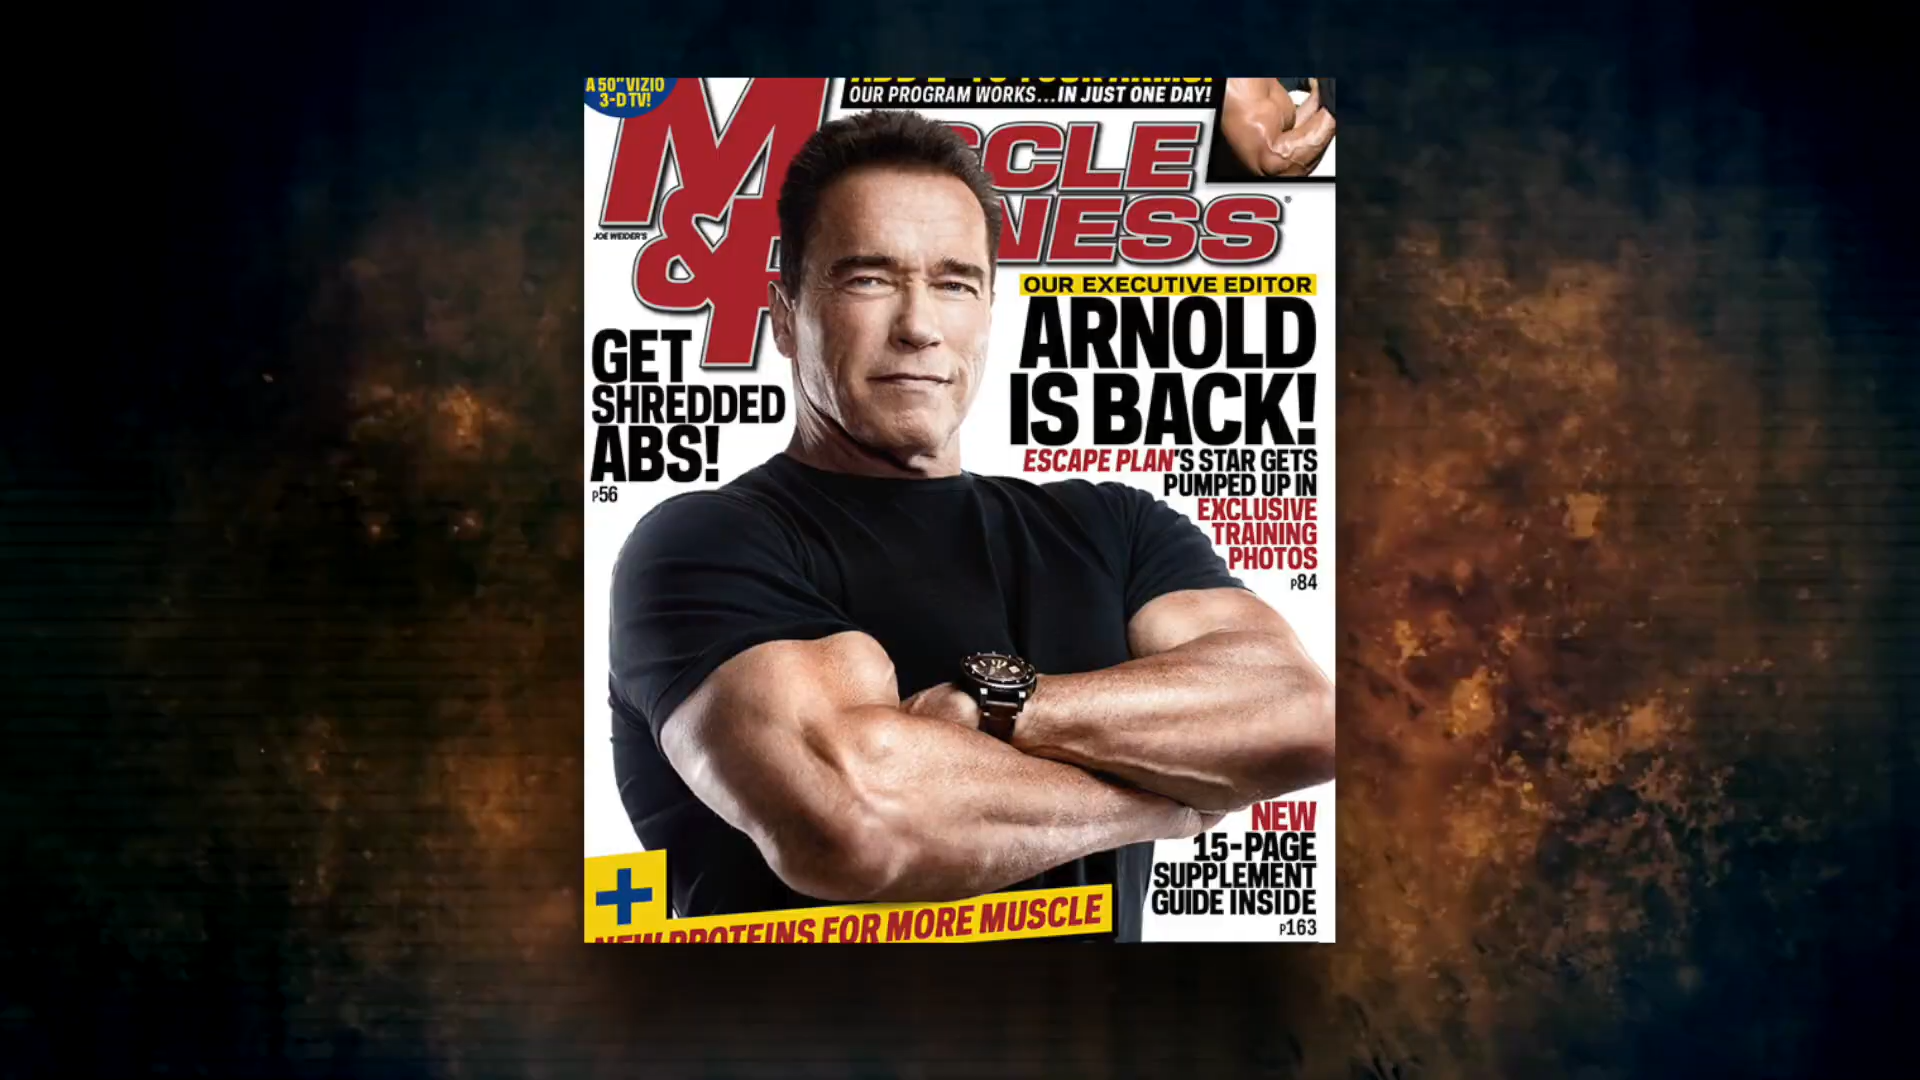 A 50" VIZIO
3-D TV!
OUR PROGRAM WORKS...IN JUST ONE DAY!
M
&F
JOE WEIDER'S
OUR EXECUTIVE EDITOR
ARNOLD
IS BACK!
ESCAPE PLAN'S STAR GETS
PUMPED UP IN
EXCLUSIVE
TRAINING
PHOTOS
P84
GET
SHREDDED
ABS!
P56
NEW
15-PAGE
SUPPLEMENT
GUIDE INSIDE
P163
+
NEW PROTEINS FOR MORE MUSCLE